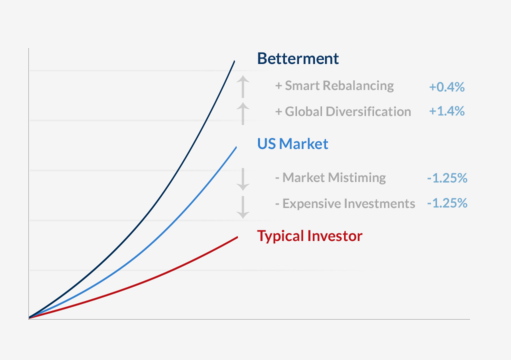 Betterment
+ Smart Rebalancing +0.4%
+ Global Diversification +1.4%
US Market
- Market Mistiming -1.25%
- Expensive Investments -1.25%
Typical Investor